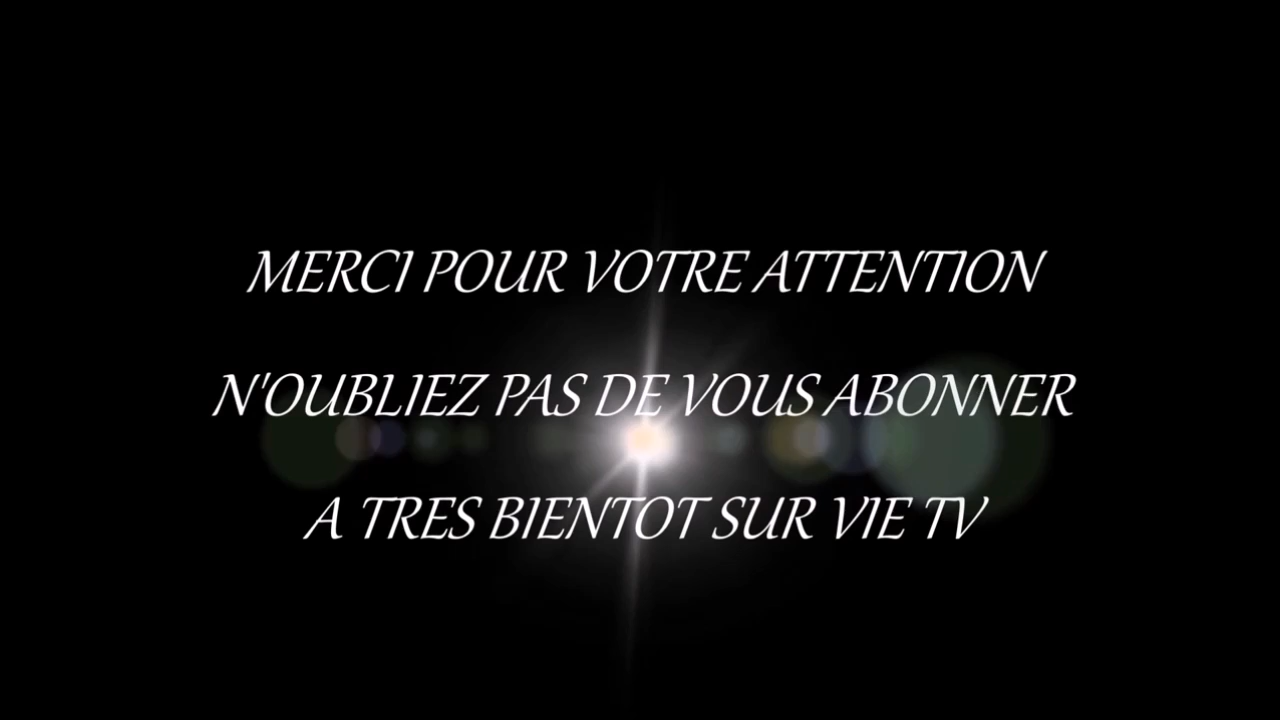 MERCI POUR VOTRE ATTENTION
N'OUBLIEZ PAS DE VOUS ABONNER
A TRES BIENTOT SUR VIE TV